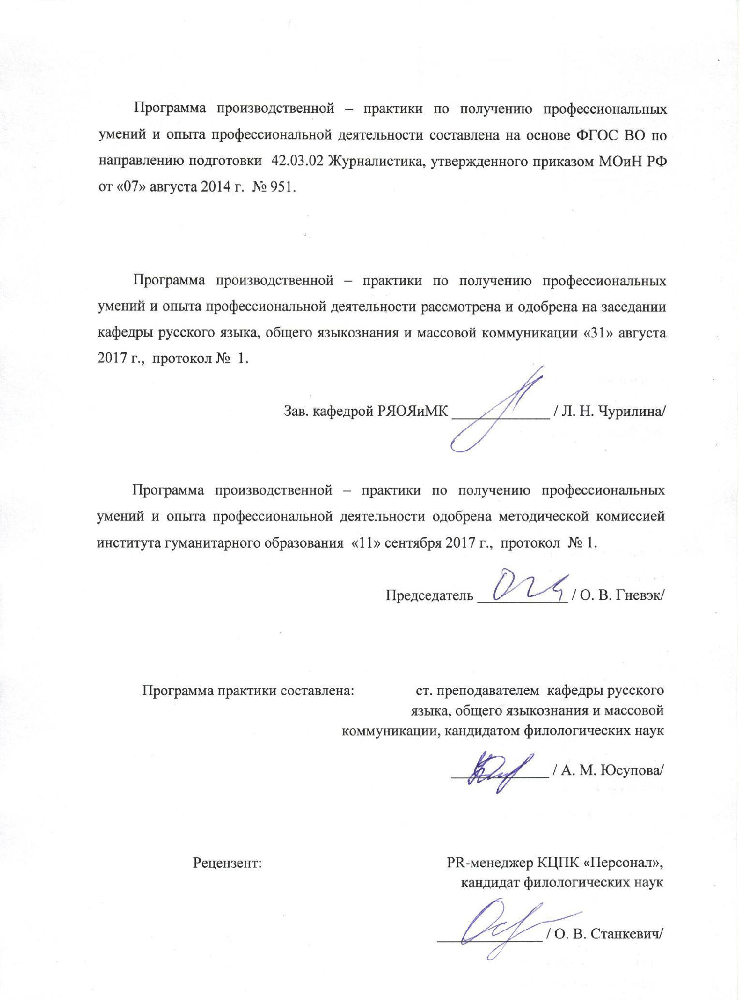 Программа производственной – практики по получению профессиональных
умений и опыта профессиональной деятельности составлена на основе ФГОС ВО по
направлению подготовки 42.03.02 Журналистика, утвержденного приказом МОиН РФ
от «07» августа 2014 г. № 951.
Программа производственной – практики по получению профессиональных
умений и опыта профессиональной деятельности рассмотрена и одобрена на заседании
кафедры русского языка, общего языкознания и массовой коммуникации «31» августа
2017 г., протокол № 1.
Зав. кафедрой РЯОЯиМК _____________ / Л. Н. Чурилина/
Программа производственной – практики по получению профессиональных
умений и опыта профессиональной деятельности одобрена методической комиссией
института гуманитарного образования «11» сентября 2017 г., протокол № 1.
Председатель ____________ / О. В. Гневэк/
Программа практики составлена: ст. преподавателем кафедры русского
языка, общего языкознания и массовой
коммуникации, кандидатом филологических наук
_____________ / А. М. Юсупова/
Рецензент: PR-менеджер КЦПК «Персонал»,
кандидат филологических наук
______________ / О. В. Станкевич/